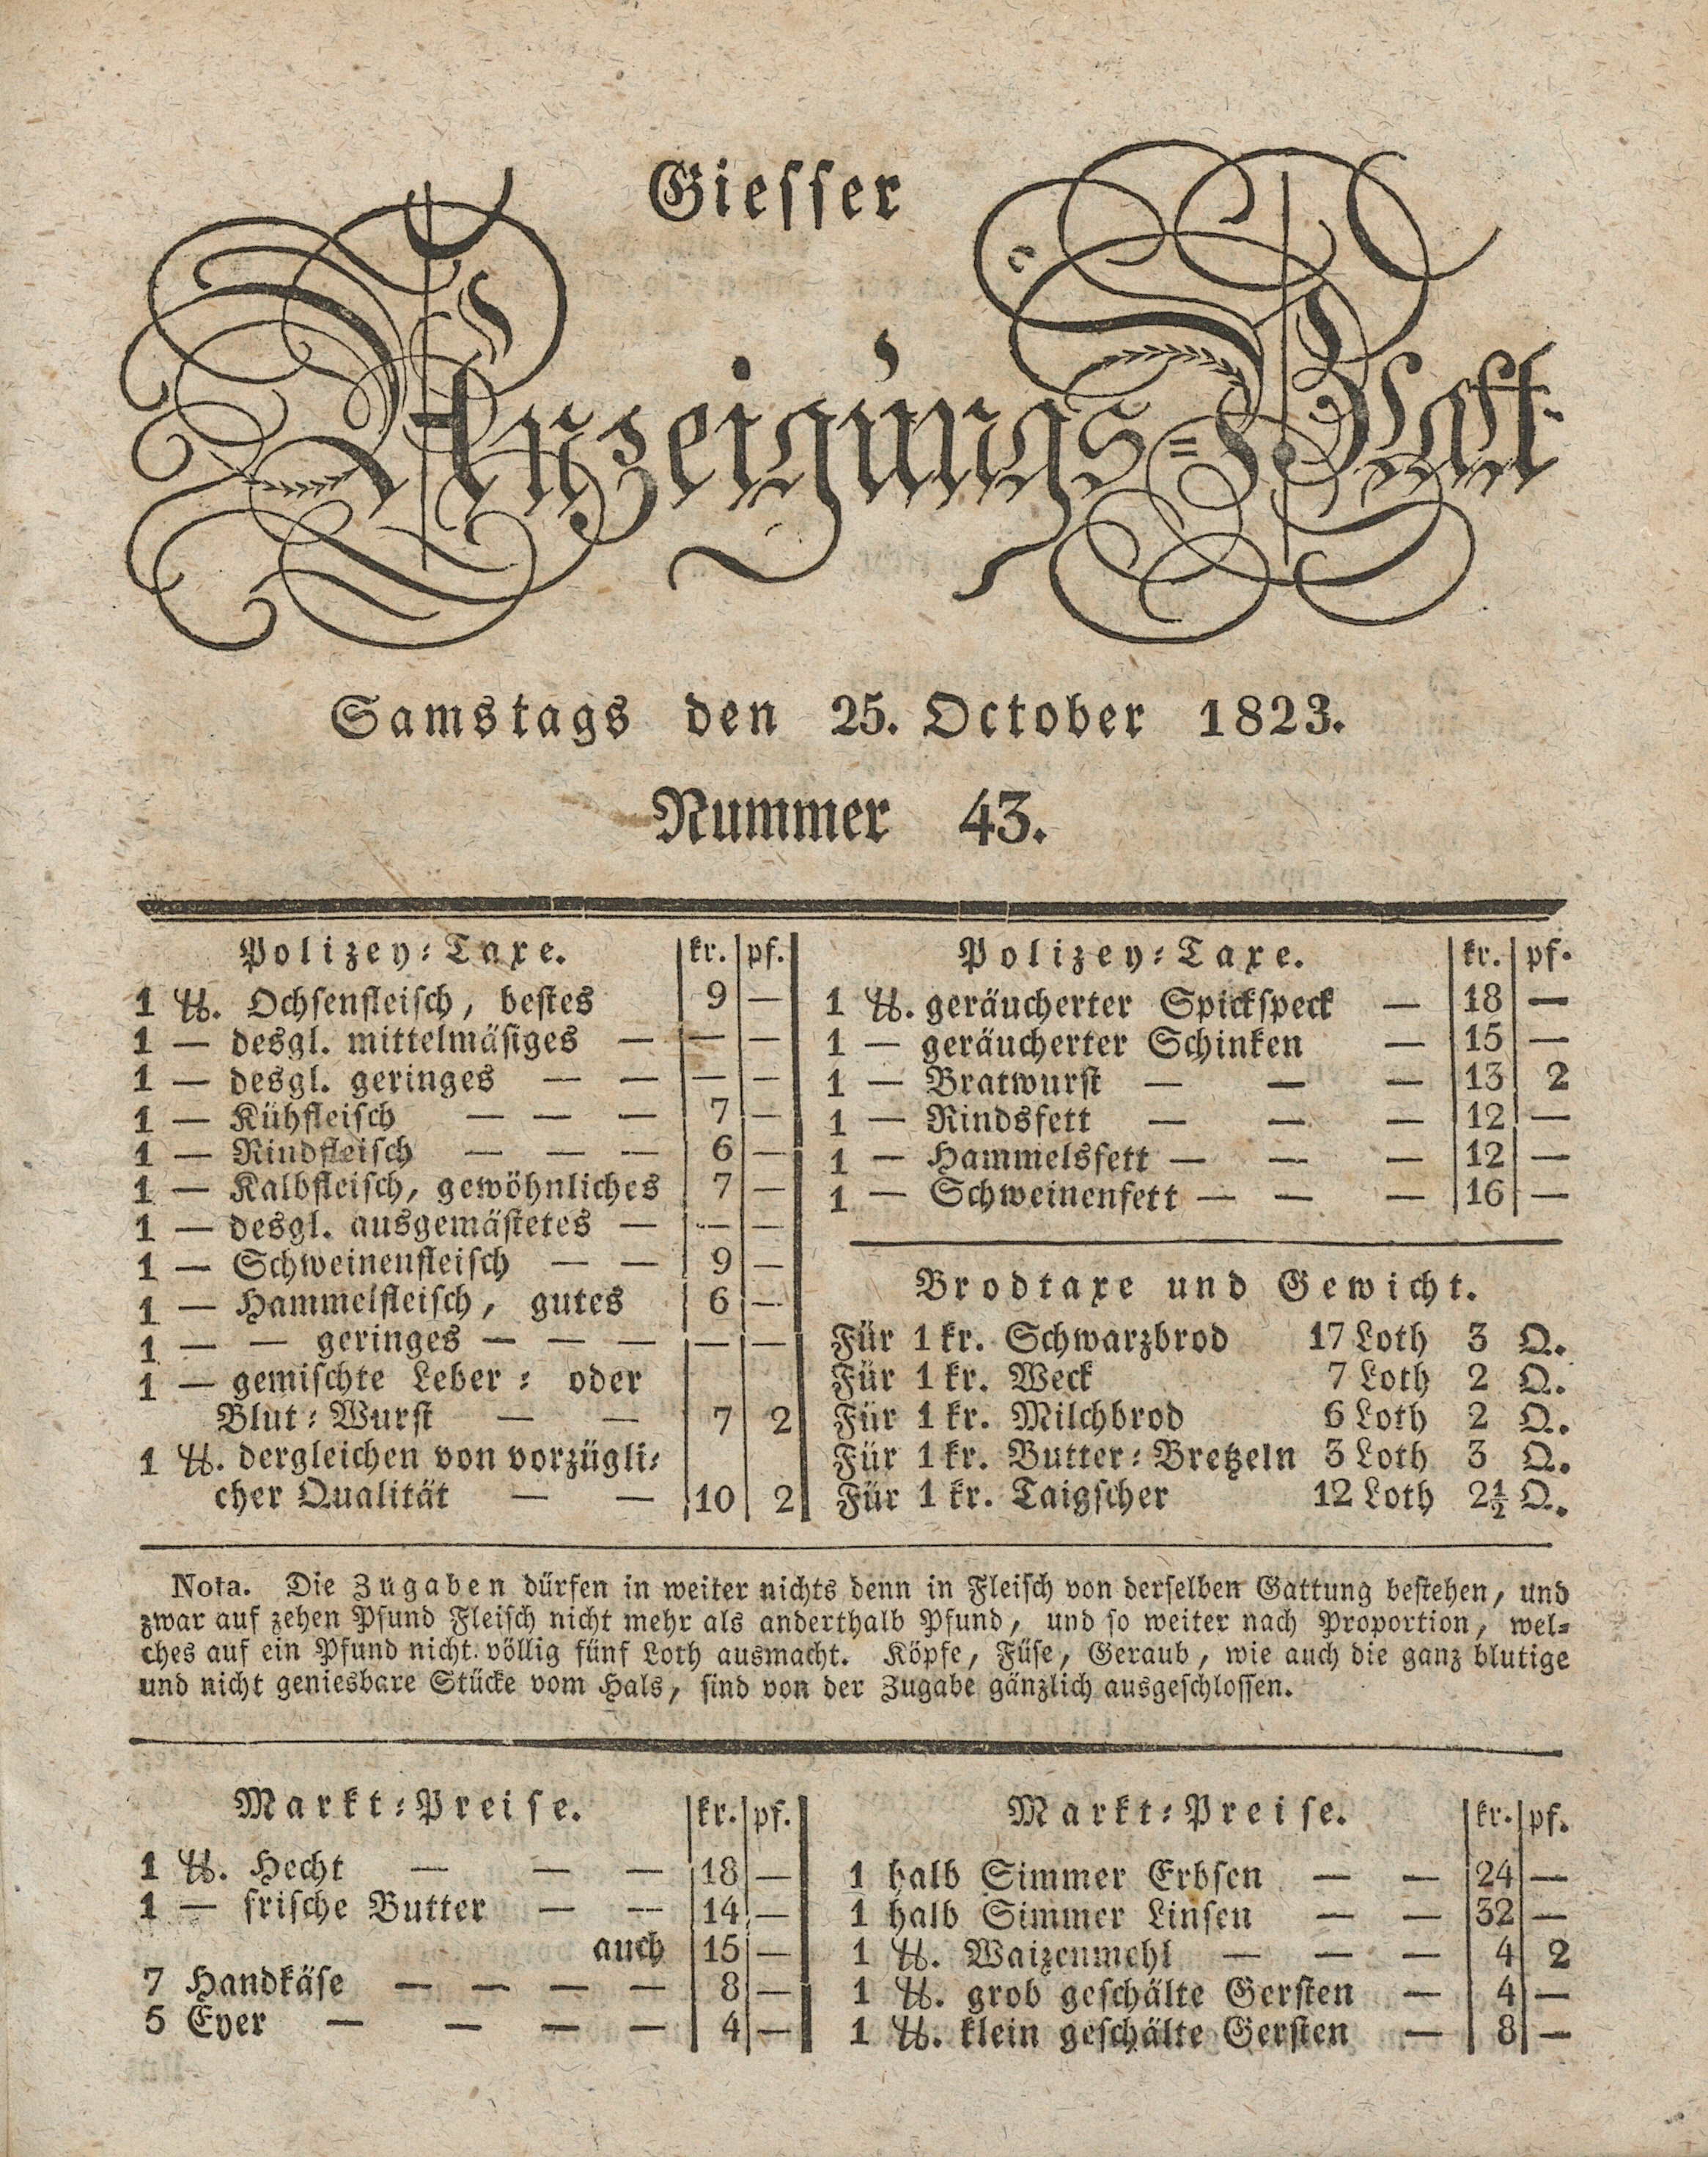 Giesser
Anzeigungs-Blatt.
Samstags den 25. October 1823.
Nummer 43.
Polizey-Taxe. kr. pf.
1 ℔. Ochsenfleisch, bestes 9 —
1 — desgl. mittelmäsiges — — —
1 — desgl. geringes — — — —
1 — Kühfleisch — — — 7 —
1 — Rindfleisch — — — 6 —
1 — Kalbfleisch, gewöhnliches 7 —
1 — desgl. ausgemästetes — — —
1 — Schweinenfleisch — — 9 —
1 — Hammelfleisch, gutes 6 —
1 — — geringes — — — — —
1 — gemischte Leber- oder
Blut-Wurst — — 7 2
1 ℔. dergleichen von vorzügli-
cher Qualität — — 10 2
Polizey-Taxe. kr. pf.
1 ℔. geräucherter Spickspeck — 18 —
1 — geräucherter Schinken — 15 —
1 — Bratwurst — — — 13 2
1 — Rindsfett — — — 12 —
1 — Hammelsfett — — — 12 —
1 — Schweinenfett — — — 16 —
Brodtaxe und Gewicht.
Für 1 kr. Schwarzbrod 17 Loth 3 Q.
Für 1 kr. Weck 7 Loth 2 Q.
Für 1 kr. Milchbrod 6 Loth 2 Q.
Für 1 kr. Butter-Bretzeln 3 Loth 3 Q.
Für 1 kr. Taigscher 12 Loth 2½ Q.
Nota. Die Zugaben dürfen in weiter nichts denn in Fleisch von derselben Gattung bestehen, und
zwar auf zehen Pfund Fleisch nicht mehr als anderthalb Pfund, und so weiter nach Proportion, wel-
ches auf ein Pfund nicht völlig fünf Loth ausmacht. Köpfe, Füse, Geraub, wie auch die ganz blutige
und nicht geniesbare Stücke vom Hals, sind von der Zugabe gänzlich ausgeschlossen.
Markt-Preise. kr. pf.
1 ℔. Hecht — — — 18 —
1 — frische Butter — — 14 —
auch 15 —
7 Handkäse — — — — 8 —
5 Eyer — — — — 4 —
Markt-Preise. kr. pf.
1 halb Simmer Erbsen — — 24 —
1 halb Simmer Linsen — — 32 —
1 ℔. Waizenmehl — — — 4 2
1 ℔. grob geschälte Gersten — 4 —
1 ℔. klein geschälte Gersten — 8 —